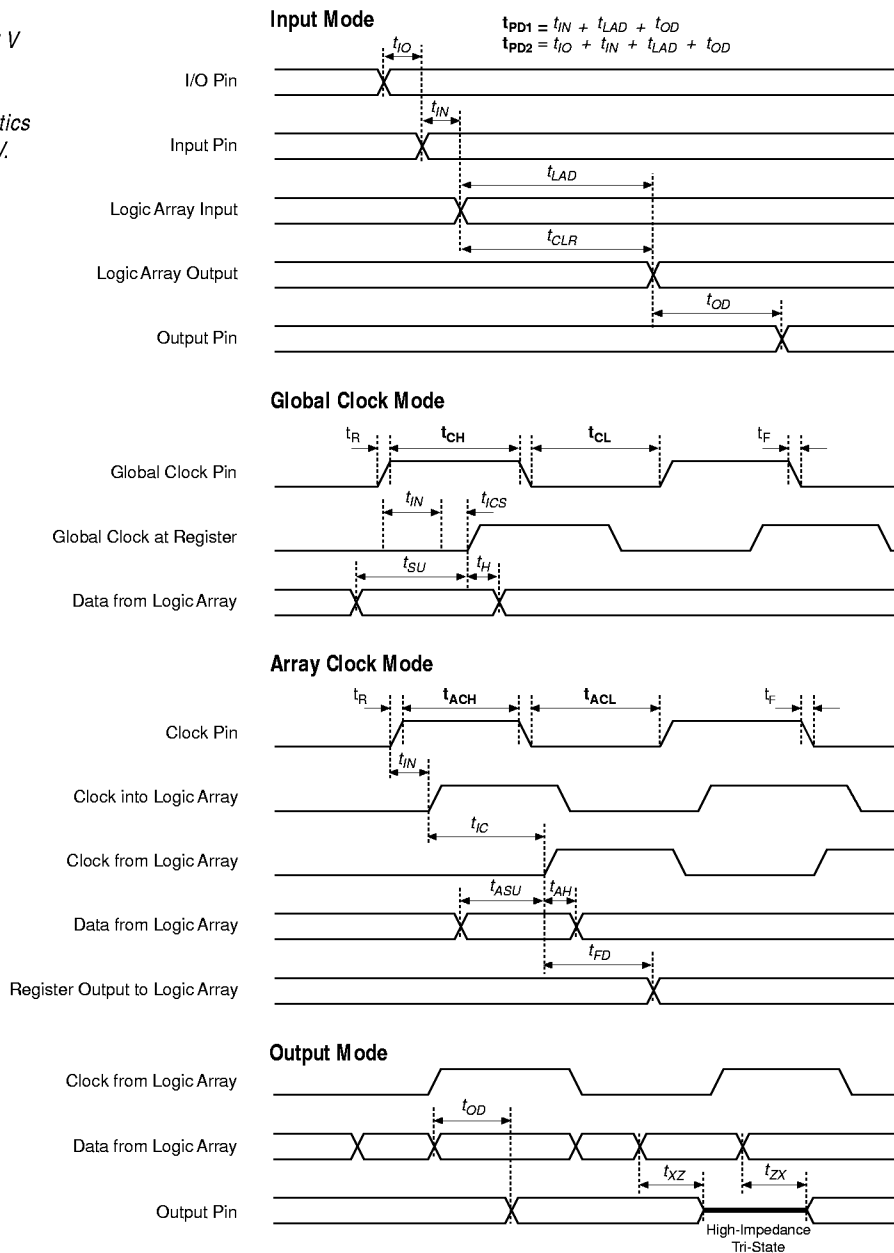 V
tics
V.
Input Mode
tPD1 = tIN + tLAD + tOD
tPD2 = tIO + tIN + tLAD + tOD
tIO
I/O Pin
tIN
Input Pin
tLAD
Logic Array Input
tCLR
Logic Array Output
tOD
Output Pin
Global Clock Mode
tR tCH tCL tF
Global Clock Pin
tIN tICS
Global Clock at Register
tSU tH
Data from Logic Array
Array Clock Mode
tR tACH tACL tF
Clock Pin
tIN
Clock into Logic Array
tIC
Clock from Logic Array
tASU tAH
Data from Logic Array
tFD
Register Output to Logic Array
Output Mode
Clock from Logic Array
tOD
Data from Logic Array
tXZ tZX
Output Pin
High-Impedance
Tri-State